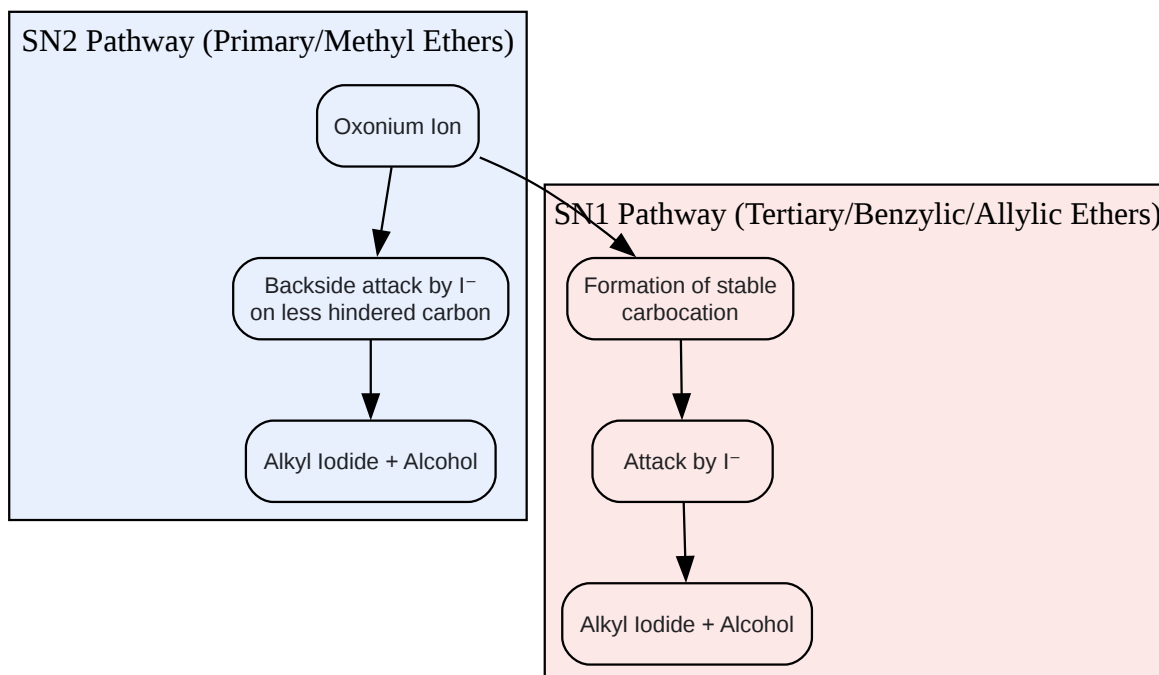 SN2 Pathway (Primary/Methyl Ethers)
Oxonium Ion
Backside attack by I⁻
on less hindered carbon
Alkyl Iodide + Alcohol
SN1 Pathway (Tertiary/Benzylic/Allylic Ethers)
Formation of stable
carbocation
Attack by I⁻
Alkyl Iodide + Alcohol